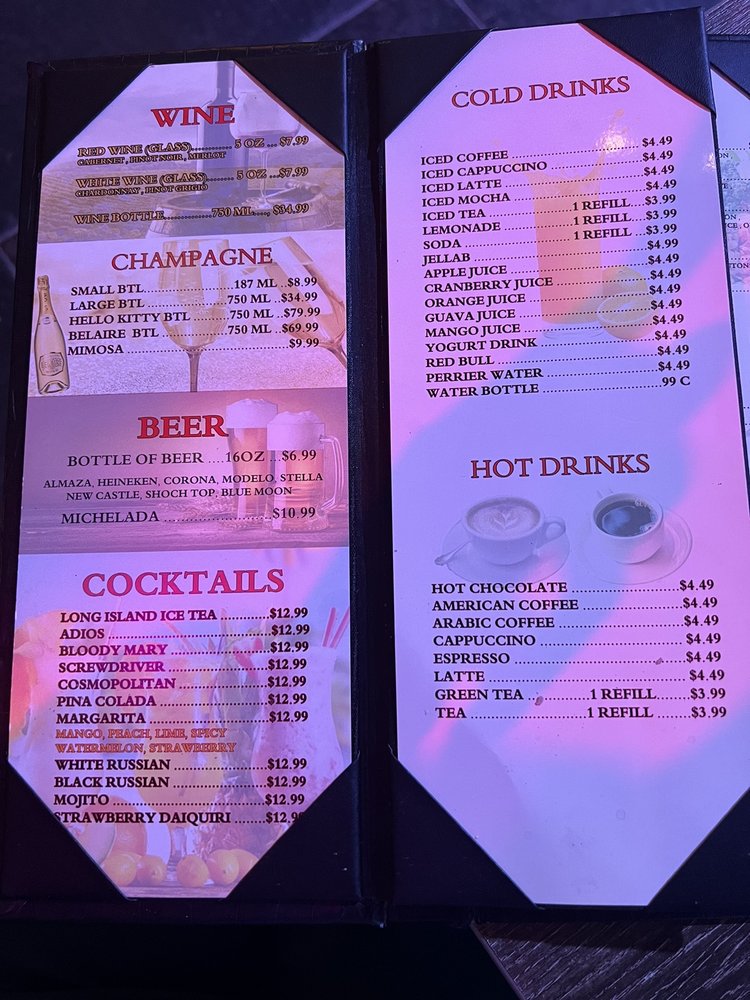 WINE
RED WINE (GLASS)............ 5 OZ ... $7.99
CABERNET , PINOT NOIR , MERLOT
WHITE WINE (GLASS)......... 5 OZ ...$7.99
CHARDONNAY , PINOT GRIGIO
WINE BOTTLE..............750 ML...., $34.99
CHAMPAGNE
SMALL BTL......................187 ML ..$8.99
LARGE BTL .....................750 ML ..$34.99
HELLO KITTY BTL .........750 ML ..$79.99
BELAIRE BTL .................750 ML ..$69.99
MIMOSA ..........................................$9.99
BEER
BOTTLE OF BEER ....16OZ ...$6.99
ALMAZA, HEINEKEN, CORONA, MODELO, STELLA
NEW CASTLE, SHOCH TOP, BLUE MOON
MICHELADA ...........................$10.99
COCKTAILS
LONG ISLAND ICE TEA ............$12.99
ADIOS .......................................$12.99
BLOODY MARY ........................$12.99
SCREWDRIVER .........................$12.99
COSMOPOLITAN ......................$12.99
PINA COLADA ..........................$12.99
MARGARITA .............................$12.99
MANGO, PEACH, LIME, SPICY
WATERMELON, STRAWBERRY
WHITE RUSSIAN .......................$12.99
BLACK RUSSIAN .......................$12.99
MOJITO .....................................$12.99
STRAWBERRY DAIQUIRI ........$12.99
COLD DRINKS
ICED COFFEE ................................ $4.49
ICED CAPPUCCINO ....................... $4.49
ICED LATTE ................................... $4.49
ICED MOCHA ................................. $4.49
ICED TEA ......................1 REFILL....$3.99
LEMONADE ...................1 REFILL....$3.99
SODA ..............................1 REFILL ...$3.99
JELLAB ............................................$4.99
APPLE JUICE ..................................$4.49
CRANBERRY JUICE .......................$4.49
ORANGE JUICE ..............................$4.49
GUAVA JUICE .................................$4.49
MANGO JUICE ................................$4.49
YOGURT DRINK .............................$4.49
RED BULL .......................................$4.49
PERRIER WATER ...........................$4.49
WATER BOTTLE ..............................99 C
HOT DRINKS
HOT CHOCOLATE .........................$4.49
AMERICAN COFFEE ......................$4.49
ARABIC COFFEE ............................$4.49
CAPPUCCINO .................................$4.49
ESPRESSO .......................................$4.49
LATTE .............................................. $4.49
GREEN TEA ..............1 REFILL........$3.99
TEA...........................1 REFILL ........$3.99